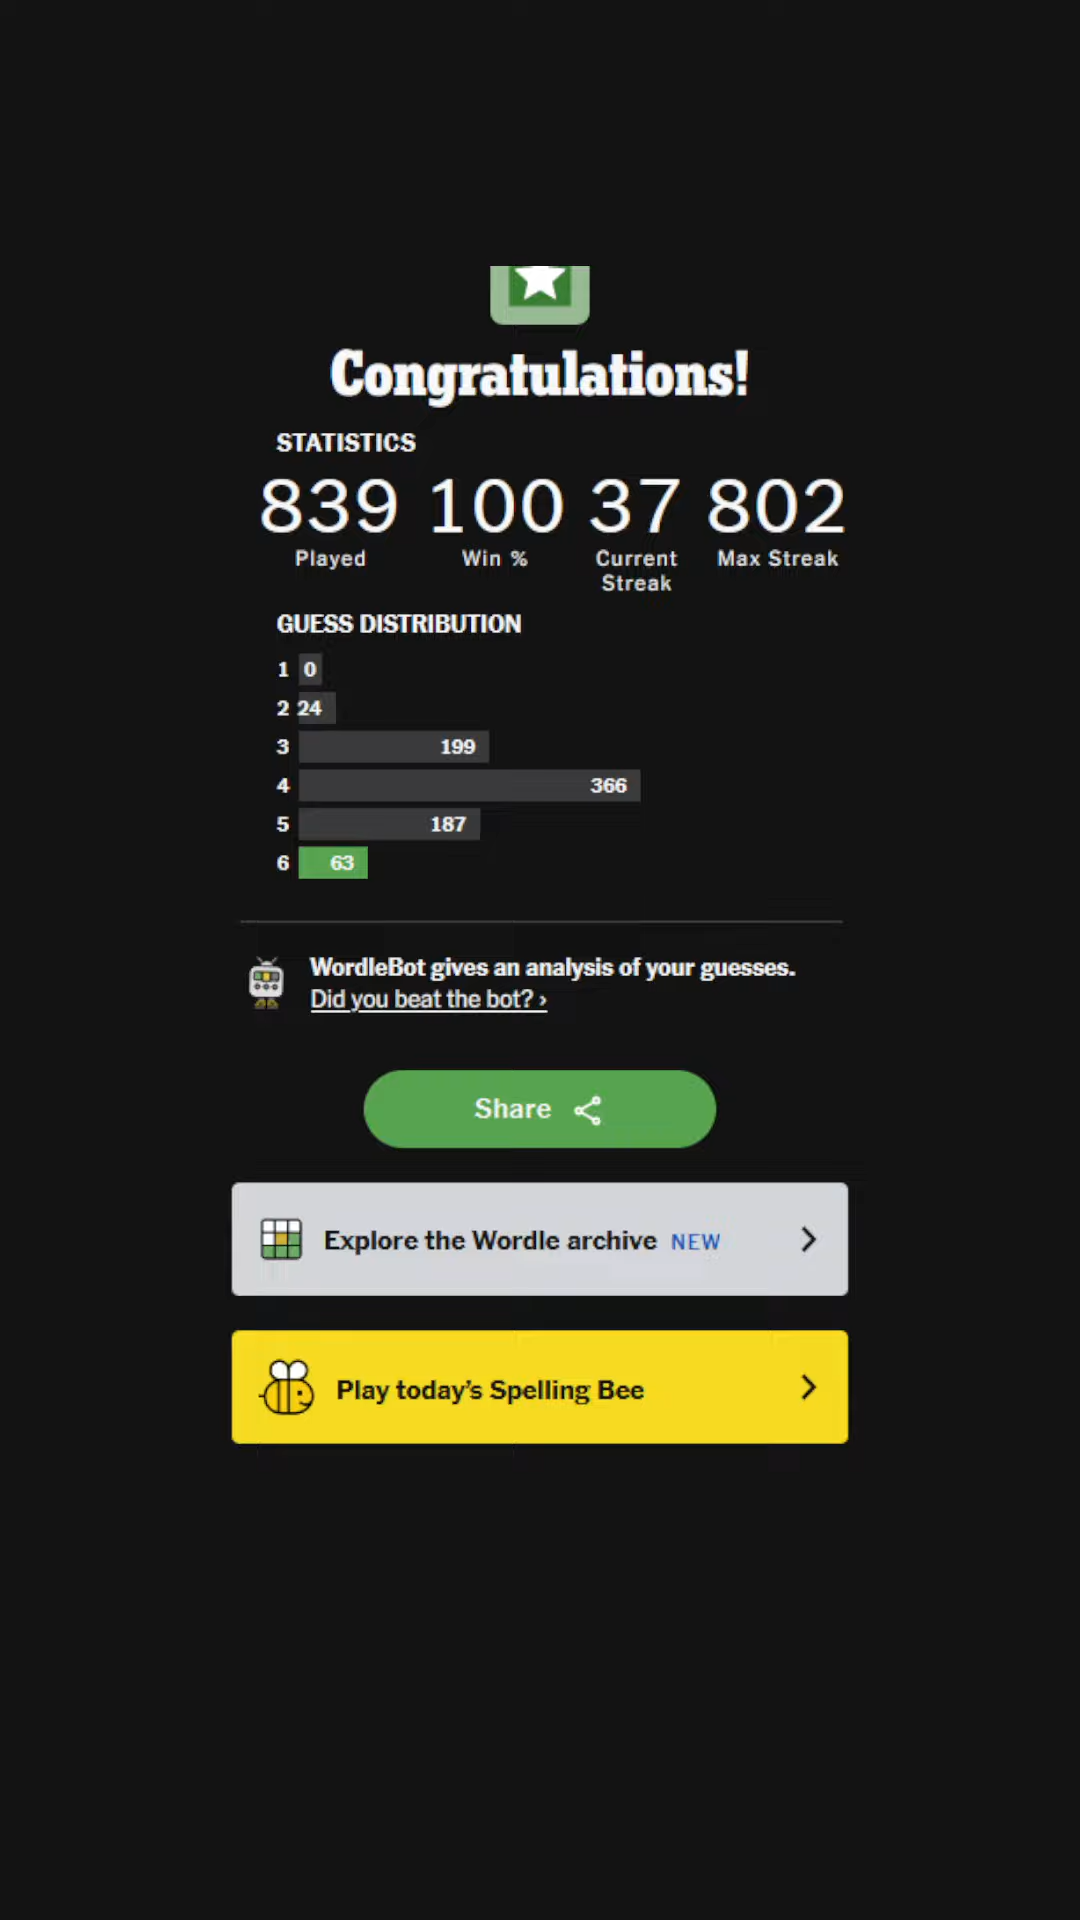 Congratulations!
STATISTICS
839 100 37 802
Played Win % Current Streak Max Streak
GUESS DISTRIBUTION
1 0
2 24
3 199
4 366
5 187
6 63
WordleBot gives an analysis of your guesses.
Did you beat the bot? ›
Share
Explore the Wordle archive NEW
Play today’s Spelling Bee